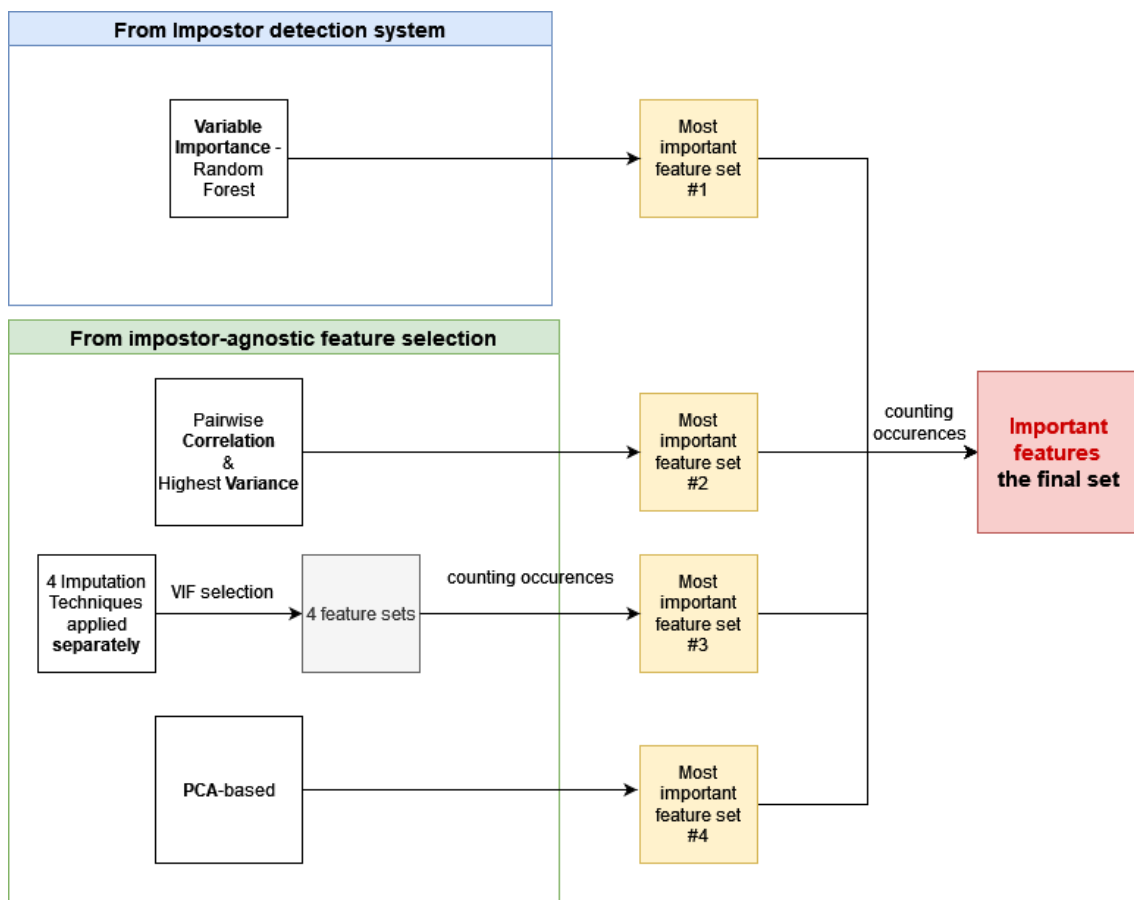 From Impostor detection system
Variable
Importance -
Random
Forest
Most
important
feature set
#1
From impostor-agnostic feature selection
Pairwise
Correlation
&
Highest Variance
Most
important
feature set
#2
counting
occurences
Important
features
the final set
4 Imputation
Techniques
applied
separately
VIF selection
4 feature sets
counting occurences
Most
important
feature set
#3
PCA-based
Most
important
feature set
#4